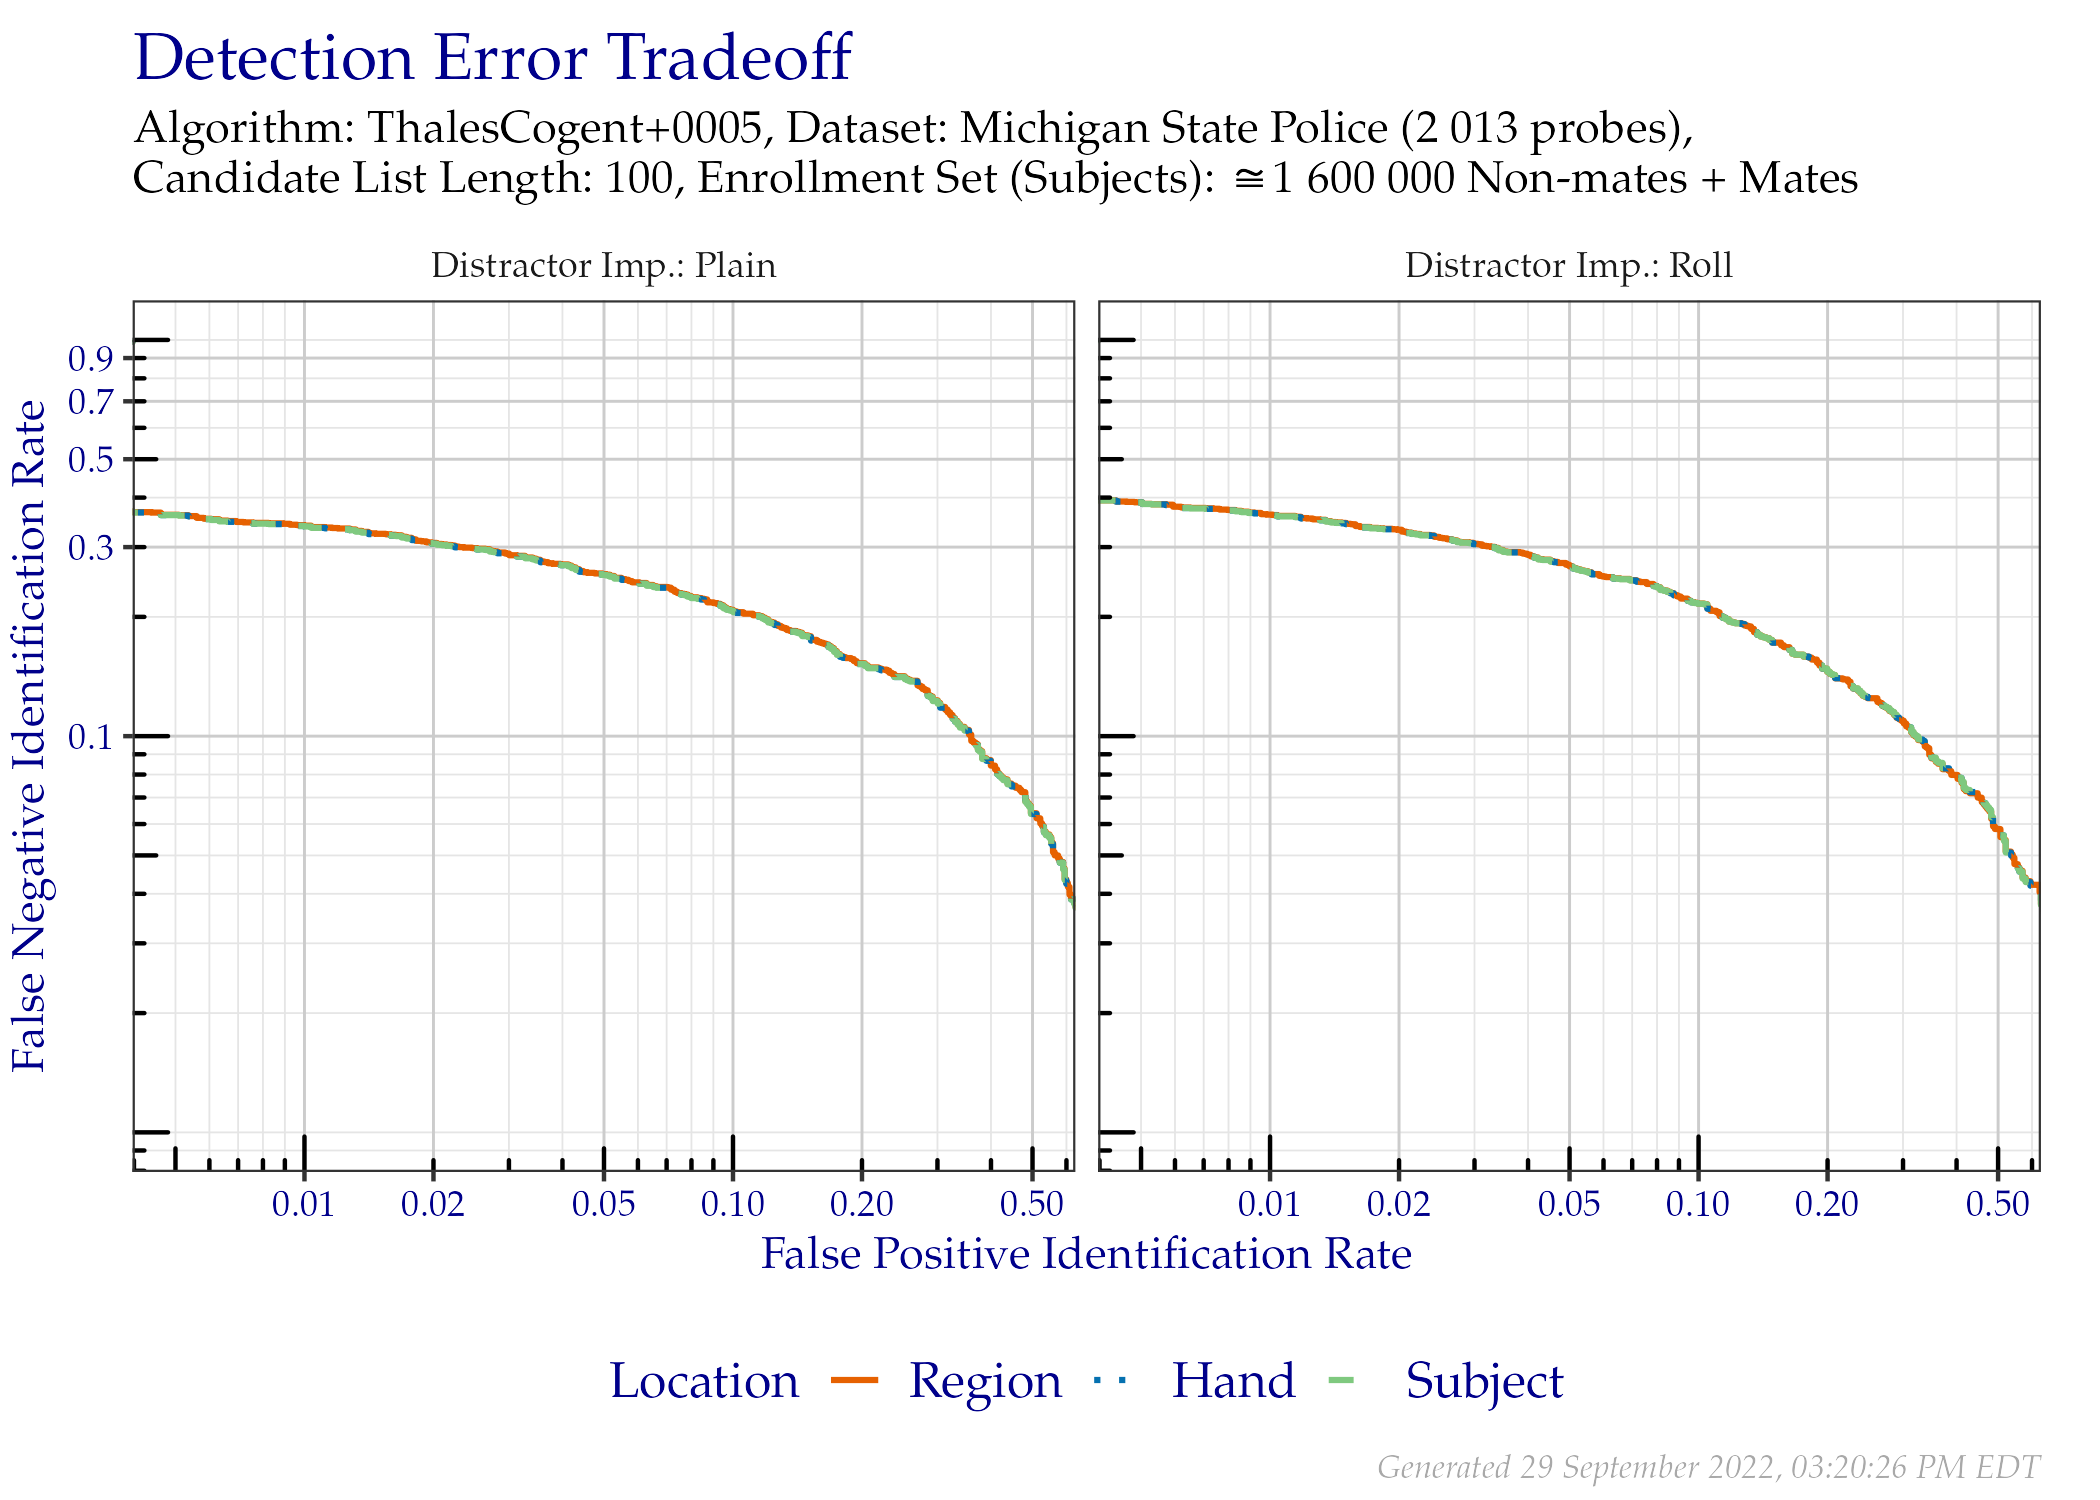 Detection Error Tradeoff
Algorithm: ThalesCogent+0005, Dataset: Michigan State Police (2 013 probes),
Candidate List Length: 100, Enrollment Set (Subjects): ≅1 600 000 Non-mates + Mates
Distractor Imp.: Plain
Distractor Imp.: Roll
False Negative Identification Rate
0.9
0.7
0.5
0.3
0.1
0.01 0.02 0.05 0.10 0.20 0.50
0.01 0.02 0.05 0.10 0.20 0.50
False Positive Identification Rate
Location Region Hand Subject
Generated 29 September 2022, 03:20:26 PM EDT